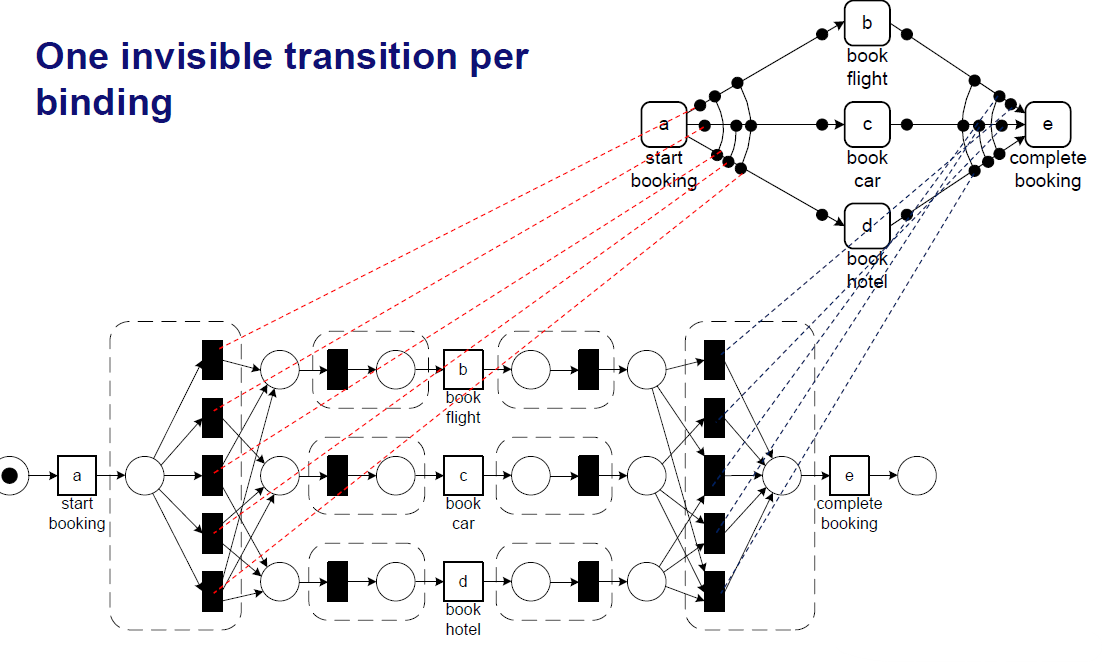 One invisible transition per
binding
b
book
flight
a
start
booking
c
book
car
e
complete
booking
d
book
hotel
b
book
flight
a
start
booking
c
book
car
e
complete
booking
d
book
hotel